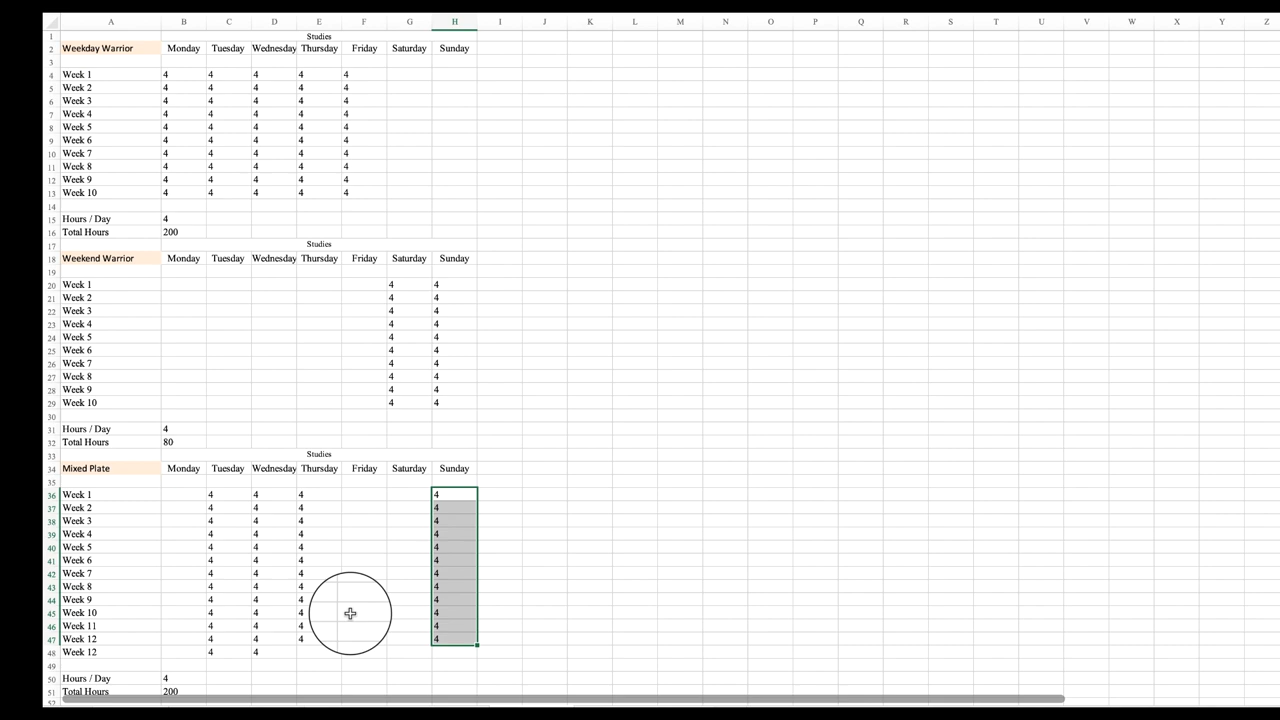 A B C D E F G H I J K L M N O P Q R S T U V W X Y Z
1 Studies
2 Weekday Warrior Monday Tuesday Wednesday Thursday Friday Saturday Sunday
3
4 Week 1 4 4 4 4 4
5 Week 2 4 4 4 4 4
6 Week 3 4 4 4 4 4
7 Week 4 4 4 4 4 4
8 Week 5 4 4 4 4 4
9 Week 6 4 4 4 4 4
10 Week 7 4 4 4 4 4
11 Week 8 4 4 4 4 4
12 Week 9 4 4 4 4 4
13 Week 10 4 4 4 4 4
14
15 Hours / Day 4
16 Total Hours 200
17 Studies
18 Weekend Warrior Monday Tuesday Wednesday Thursday Friday Saturday Sunday
19
20 Week 1 4 4
21 Week 2 4 4
22 Week 3 4 4
23 Week 4 4 4
24 Week 5 4 4
25 Week 6 4 4
26 Week 7 4 4
27 Week 8 4 4
28 Week 9 4 4
29 Week 10 4 4
30
31 Hours / Day 4
32 Total Hours 80
33 Studies
34 Mixed Plate Monday Tuesday Wednesday Thursday Friday Saturday Sunday
35
36 Week 1 4 4 4 4
37 Week 2 4 4 4 4
38 Week 3 4 4 4 4
39 Week 4 4 4 4 4
40 Week 5 4 4 4 4
41 Week 6 4 4 4 4
42 Week 7 4 4 4 4
43 Week 8 4 4 4 4
44 Week 9 4 4 4 4
45 Week 10 4 4 4 4
46 Week 11 4 4 4 4
47 Week 12 4 4 4 4
48 Week 12 4 4
49
50 Hours / Day 4
51 Total Hours 200
52